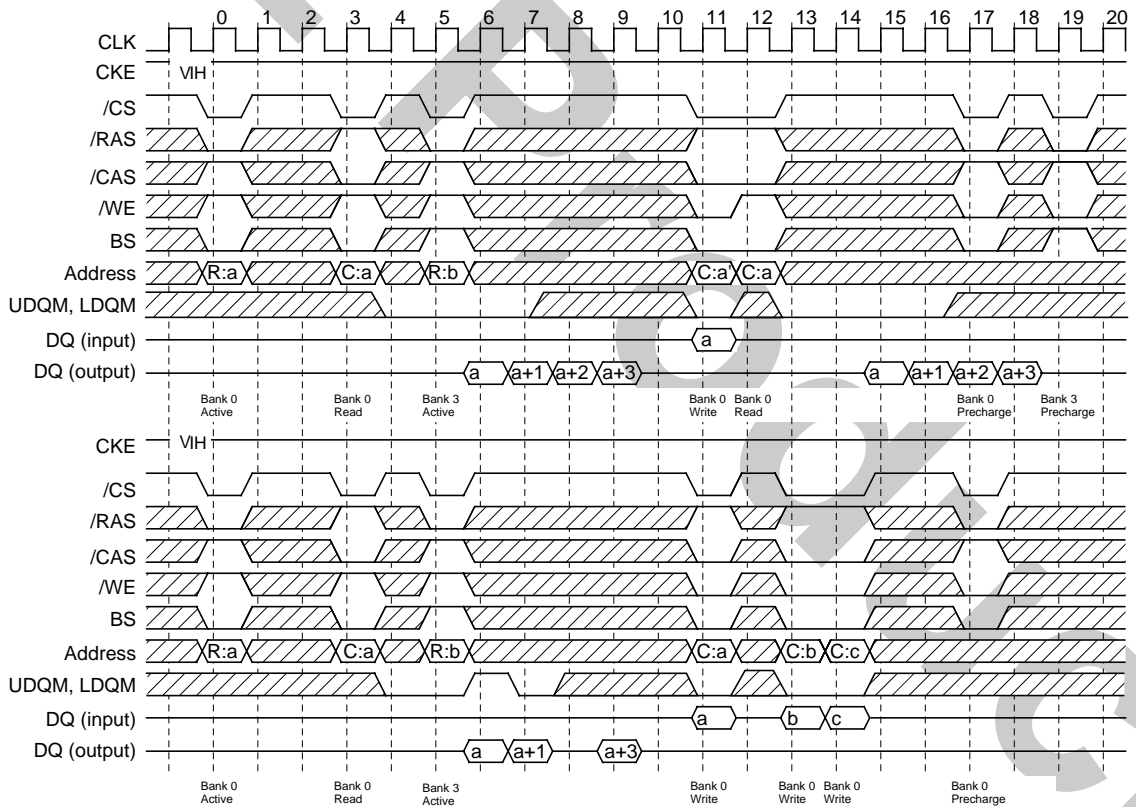 0 1 2 3 4 5 6 7 8 9 10 11 12 13 14 15 16 17 18 19 20
CLK
CKE VIH
/CS
/RAS
/CAS
/WE
BS
Address R:a C:a R:b C:a' C:a
UDQM, LDQM
DQ (input) a
DQ (output) a a+1 a+2 a+3 a a+1 a+2 a+3
Bank 0 Bank 0 Bank 3 Bank 0 Bank 0 Bank 0 Bank 3
Active Read Active Write Read Precharge Precharge
CKE VIH
/CS
/RAS
/CAS
/WE
BS
Address R:a C:a R:b C:a C:b C:c
UDQM, LDQM
DQ (input) a b c
DQ (output) a a+1 a+3
Bank 0 Bank 0 Bank 3 Bank 0 Bank 0 Bank 0 Bank 0
Active Read Active Write Write Write Precharge